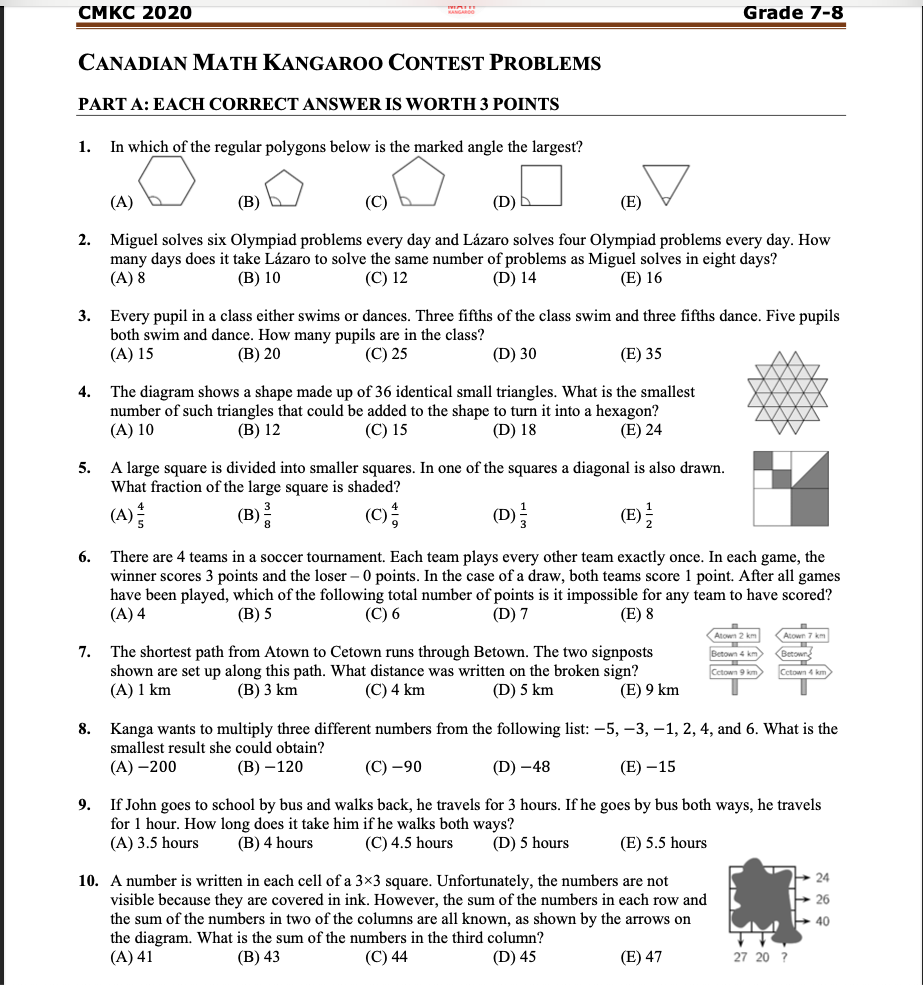 CMKC 2020 MATH KANGAROO Grade 7-8
CANADIAN MATH KANGAROO CONTEST PROBLEMS
PART A: EACH CORRECT ANSWER IS WORTH 3 POINTS
1. In which of the regular polygons below is the marked angle the largest?
(A) (B) (C) (D) (E)
2. Miguel solves six Olympiad problems every day and Lázaro solves four Olympiad problems every day. How
many days does it take Lázaro to solve the same number of problems as Miguel solves in eight days?
(A) 8 (B) 10 (C) 12 (D) 14 (E) 16
3. Every pupil in a class either swims or dances. Three fifths of the class swim and three fifths dance. Five pupils
both swim and dance. How many pupils are in the class?
(A) 15 (B) 20 (C) 25 (D) 30 (E) 35
4. The diagram shows a shape made up of 36 identical small triangles. What is the smallest
number of such triangles that could be added to the shape to turn it into a hexagon?
(A) 10 (B) 12 (C) 15 (D) 18 (E) 24
5. A large square is divided into smaller squares. In one of the squares a diagonal is also drawn.
What fraction of the large square is shaded?
(A) 4/5 (B) 3/8 (C) 4/9 (D) 1/3 (E) 1/2
6. There are 4 teams in a soccer tournament. Each team plays every other team exactly once. In each game, the
winner scores 3 points and the loser – 0 points. In the case of a draw, both teams score 1 point. After all games
have been played, which of the following total number of points is it impossible for any team to have scored?
(A) 4 (B) 5 (C) 6 (D) 7 (E) 8
7. The shortest path from Atown to Cetown runs through Betown. The two signposts
shown are set up along this path. What distance was written on the broken sign?
(A) 1 km (B) 3 km (C) 4 km (D) 5 km (E) 9 km
Atown 2 km Atown 7 km
Betown 4 km Betown
Cetown 9 km Cetown 4 km
8. Kanga wants to multiply three different numbers from the following list: −5, −3, −1, 2, 4, and 6. What is the
smallest result she could obtain?
(A) −200 (B) −120 (C) −90 (D) −48 (E) −15
9. If John goes to school by bus and walks back, he travels for 3 hours. If he goes by bus both ways, he travels
for 1 hour. How long does it take him if he walks both ways?
(A) 3.5 hours (B) 4 hours (C) 4.5 hours (D) 5 hours (E) 5.5 hours
10. A number is written in each cell of a 3×3 square. Unfortunately, the numbers are not
visible because they are covered in ink. However, the sum of the numbers in each row and
the sum of the numbers in two of the columns are all known, as shown by the arrows on
the diagram. What is the sum of the numbers in the third column?
(A) 41 (B) 43 (C) 44 (D) 45 (E) 47
24
26
40
27 20 ?